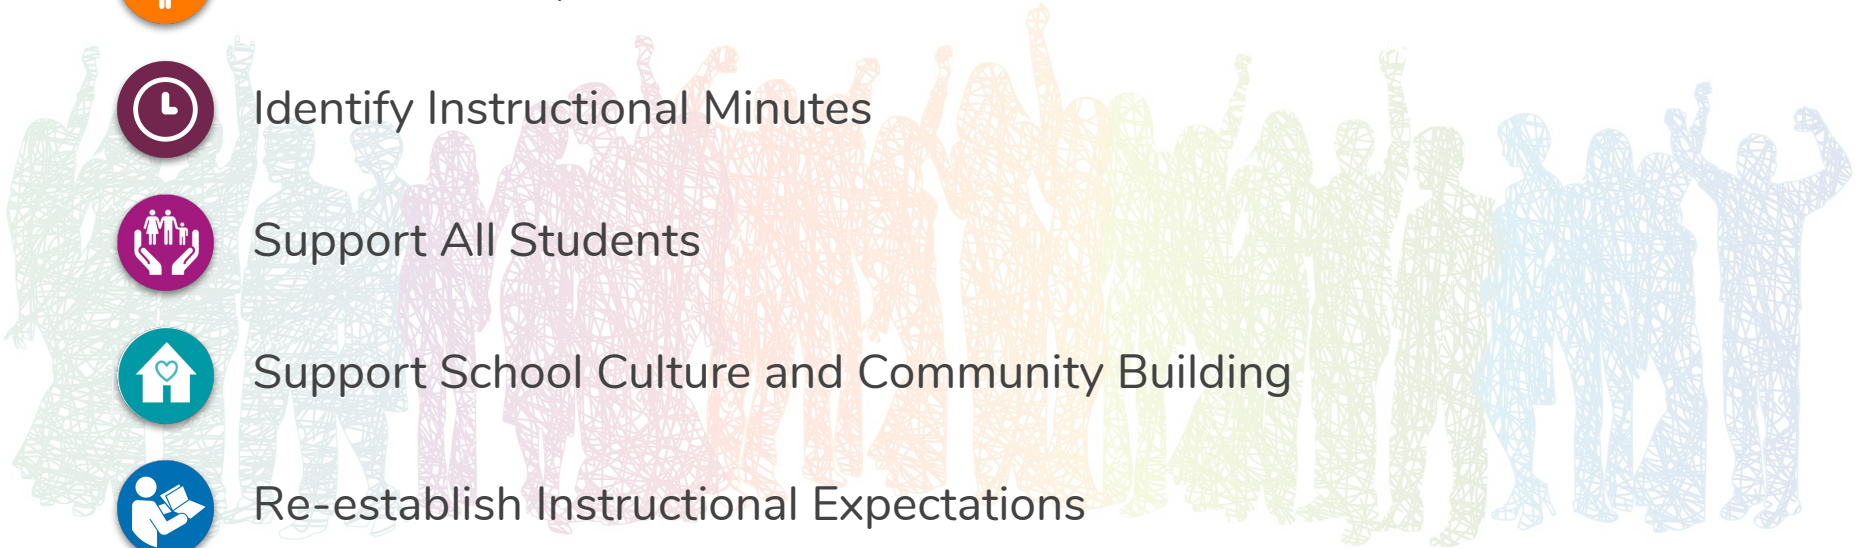 Identify Instructional Minutes
Support All Students
Support School Culture and Community Building
Re-establish Instructional Expectations